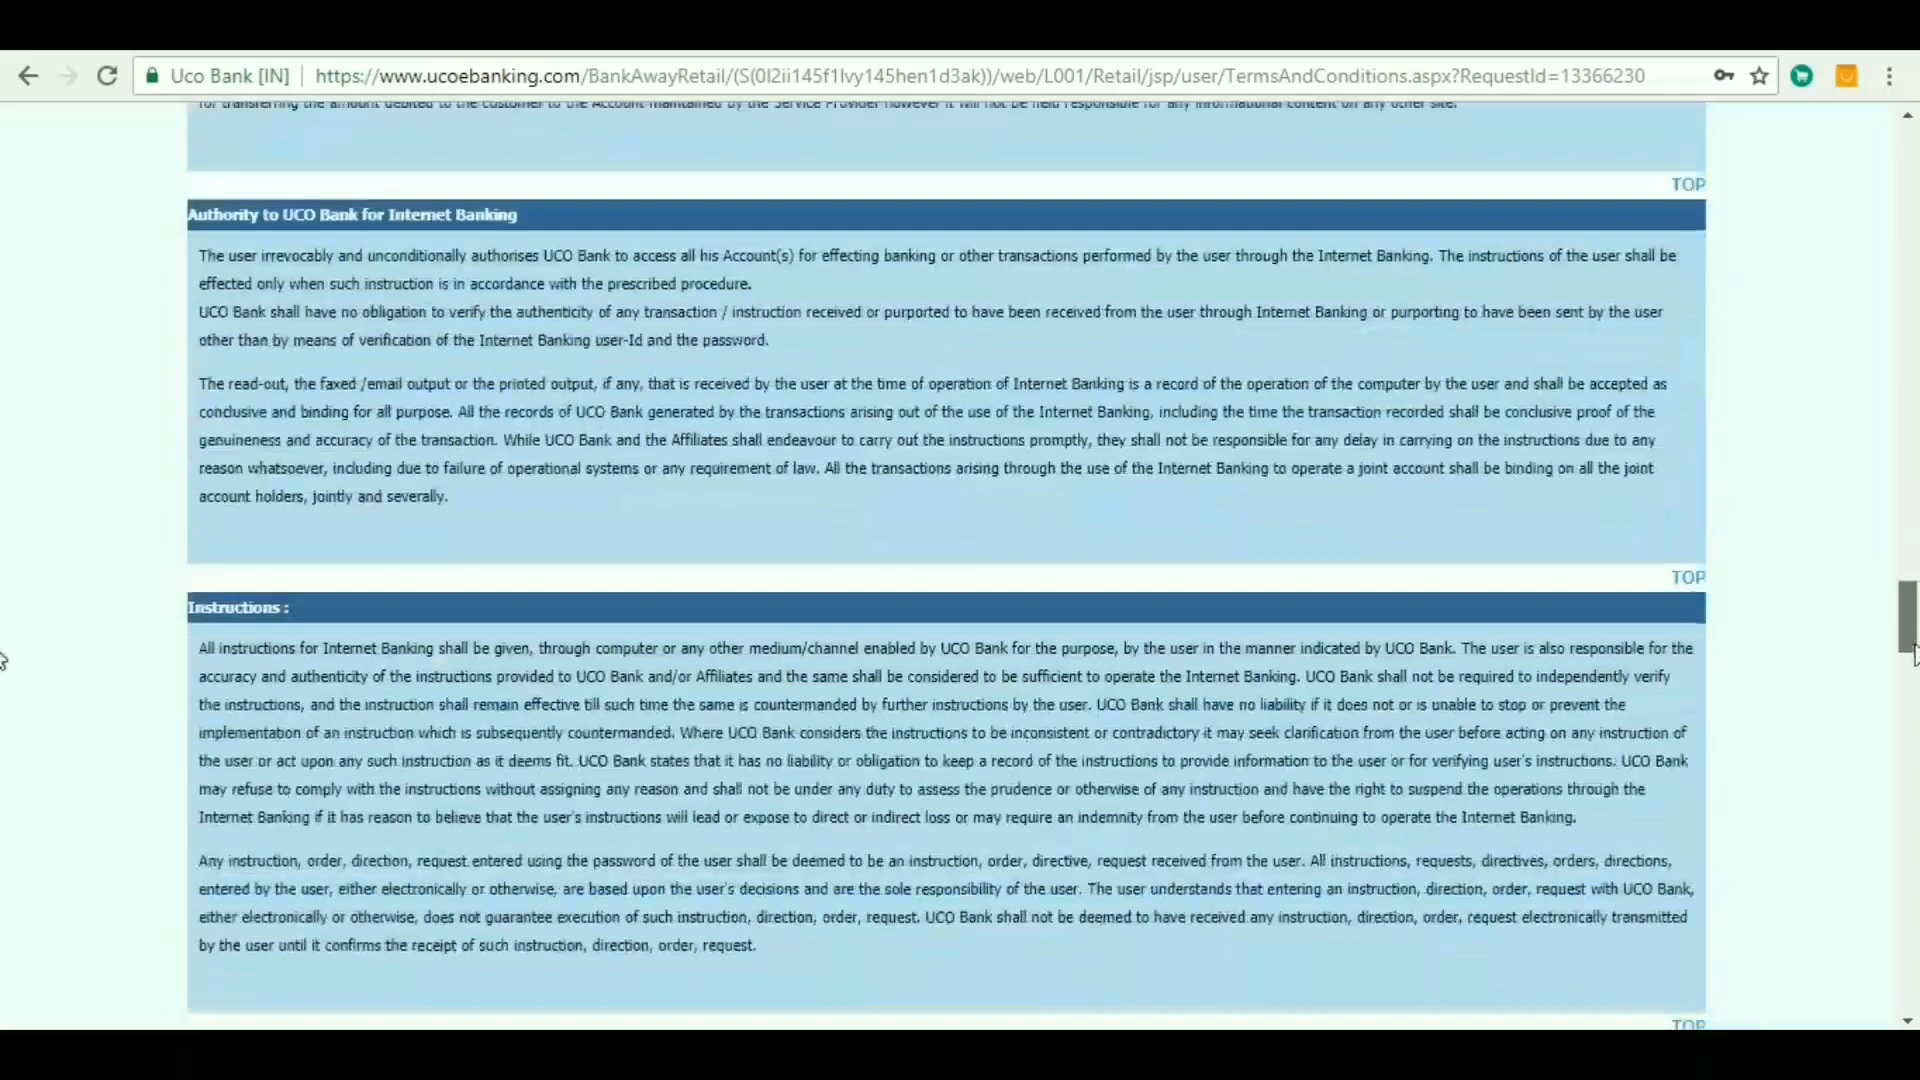 Uco Bank [IN] https://www.ucoebanking.com/BankAwayRetail/(S(0l2ii145f1lvy145hen1d3ak))/web/L001/Retail/jsp/user/TermsAndConditions.aspx?RequestId=13366230
for transferring the amount debited to the customer to the Account maintained by the Service Provider however it will not be held responsible for any informational content on any other site.
TOP
Authority to UCO Bank for Internet Banking
The user irrevocably and unconditionally authorises UCO Bank to access all his Account(s) for effecting banking or other transactions performed by the user through the Internet Banking. The instructions of the user shall be
effected only when such instruction is in accordance with the prescribed procedure.
UCO Bank shall have no obligation to verify the authenticity of any transaction / instruction received or purported to have been received from the user through Internet Banking or purporting to have been sent by the user
other than by means of verification of the Internet Banking user-Id and the password.
The read-out, the faxed /email output or the printed output, if any, that is received by the user at the time of operation of Internet Banking is a record of the operation of the computer by the user and shall be accepted as
conclusive and binding for all purpose. All the records of UCO Bank generated by the transactions arising out of the use of the Internet Banking, including the time the transaction recorded shall be conclusive proof of the
genuineness and accuracy of the transaction. While UCO Bank and the Affiliates shall endeavour to carry out the instructions promptly, they shall not be responsible for any delay in carrying on the instructions due to any
reason whatsoever, including due to failure of operational systems or any requirement of law. All the transactions arising through the use of the Internet Banking to operate a joint account shall be binding on all the joint
account holders, jointly and severally.
TOP
Instructions :
All instructions for Internet Banking shall be given, through computer or any other medium/channel enabled by UCO Bank for the purpose, by the user in the manner indicated by UCO Bank. The user is also responsible for the
accuracy and authenticity of the instructions provided to UCO Bank and/or Affiliates and the same shall be considered to be sufficient to operate the Internet Banking. UCO Bank shall not be required to independently verify
the instructions, and the instruction shall remain effective till such time the same is countermanded by further instructions by the user. UCO Bank shall have no liability if it does not or is unable to stop or prevent the
implementation of an instruction which is subsequently countermanded. Where UCO Bank considers the instructions to be inconsistent or contradictory it may seek clarification from the user before acting on any instruction of
the user or act upon any such instruction as it deems fit. UCO Bank states that it has no liability or obligation to keep a record of the instructions to provide information to the user or for verifying user's instructions. UCO Bank
may refuse to comply with the instructions without assigning any reason and shall not be under any duty to assess the prudence or otherwise of any instruction and have the right to suspend the operations through the
Internet Banking if it has reason to believe that the user's instructions will lead or expose to direct or indirect loss or may require an indemnity from the user before continuing to operate the Internet Banking.
Any instruction, order, direction, request entered using the password of the user shall be deemed to be an instruction, order, directive, request received from the user. All instructions, requests, directives, orders, directions,
entered by the user, either electronically or otherwise, are based upon the user's decisions and are the sole responsibility of the user. The user understands that entering an instruction, direction, order, request with UCO Bank,
either electronically or otherwise, does not guarantee execution of such instruction, direction, order, request. UCO Bank shall not be deemed to have received any instruction, direction, order, request electronically transmitted
by the user until it confirms the receipt of such instruction, direction, order, request.
TOP